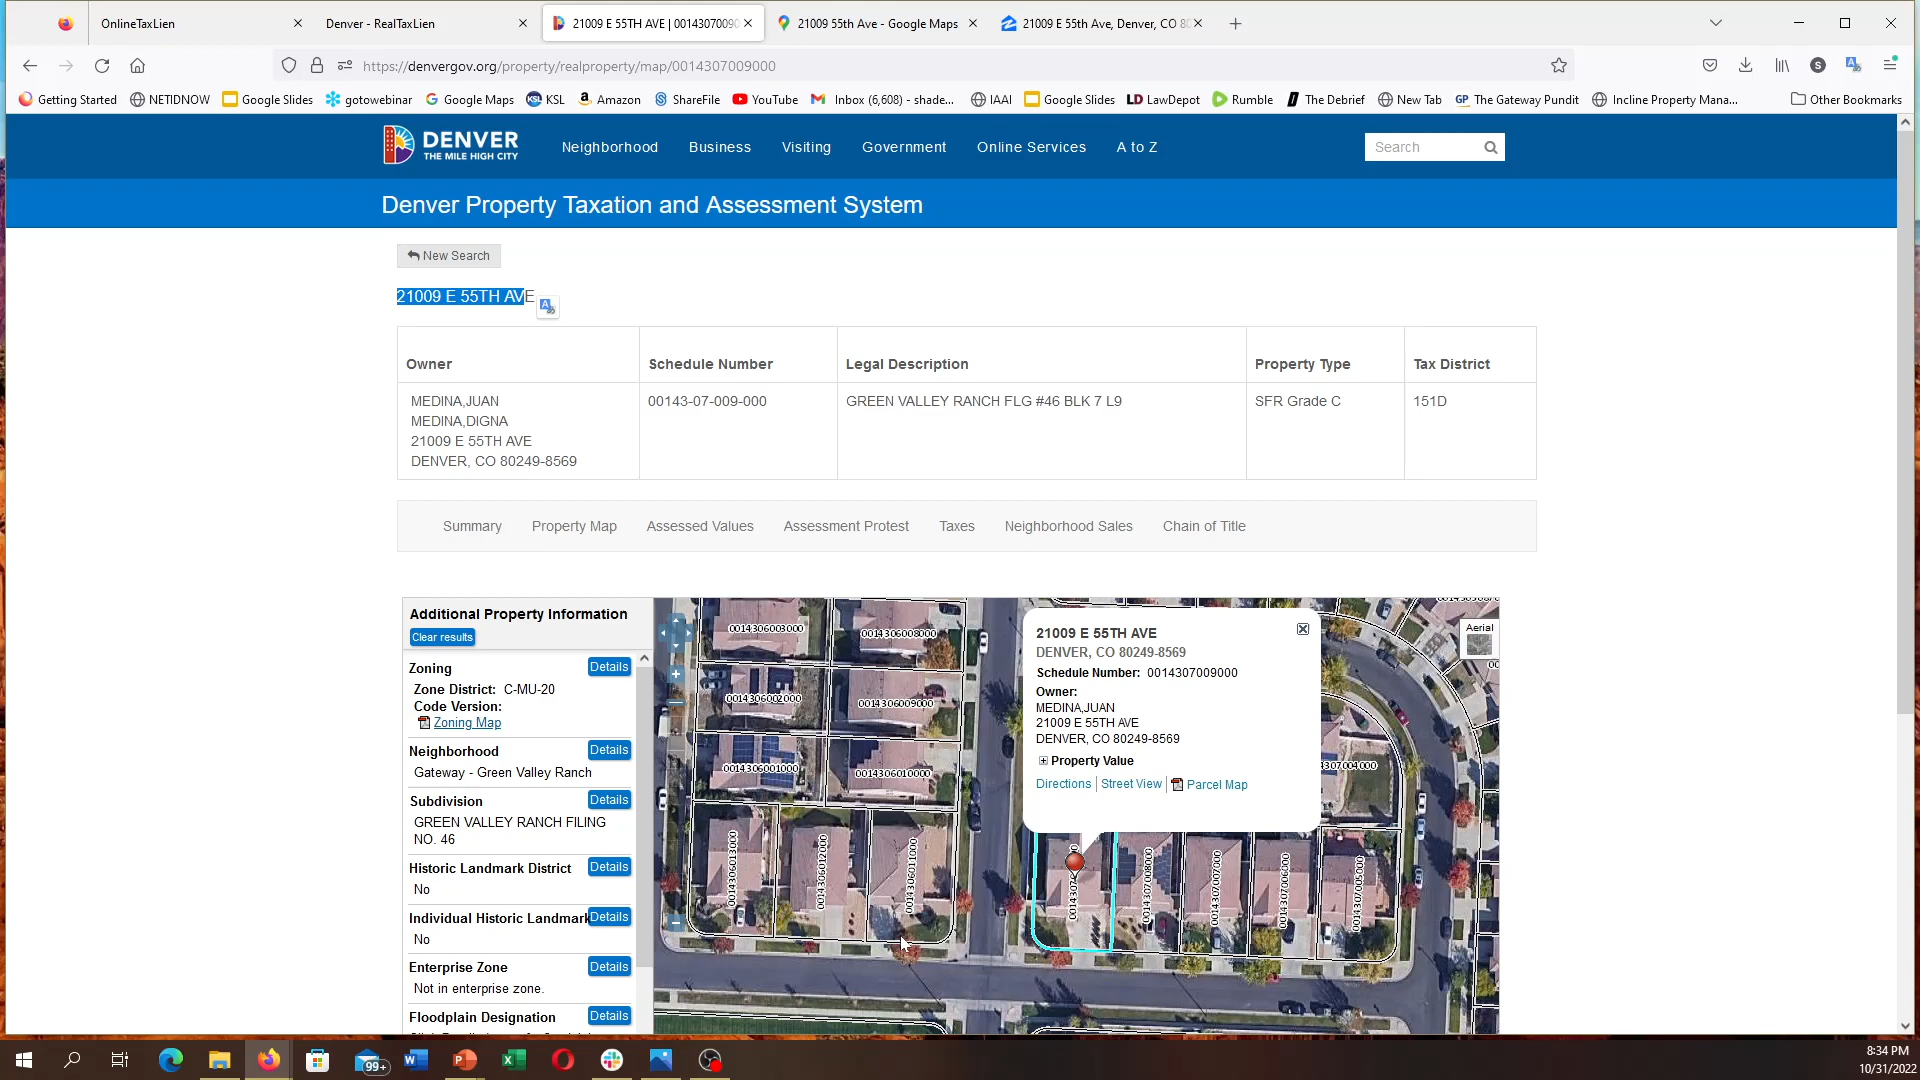 OnlineTaxLien
Denver - RealTaxLien
21009 E 55TH AVE | 0014307090
21009 55th Ave - Google Maps
21009 E 55th Ave, Denver, CO 80
https://denvergov.org/property/realproperty/map/0014307009000
Getting Started
NETIDNOW
Google Slides
gotowebinar
Google Maps
KSL
Amazon
ShareFile
YouTube
Inbox (6,608) - shade...
IAAI
Google Slides
LawDepot
Rumble
The Debrief
New Tab
The Gateway Pundit
Incline Property Mana...
Other Bookmarks
DENVER
THE MILE HIGH CITY
Neighborhood
Business
Visiting
Government
Online Services
A to Z
Search
Denver Property Taxation and Assessment System
New Search
21009 E 55TH AVE
Owner
Schedule Number
Legal Description
Property Type
Tax District
MEDINA,JUAN
MEDINA,DIGNA
21009 E 55TH AVE
DENVER, CO 80249-8569
00143-07-009-000
GREEN VALLEY RANCH FLG #46 BLK 7 L9
SFR Grade C
151D
Summary
Property Map
Assessed Values
Assessment Protest
Taxes
Neighborhood Sales
Chain of Title
Additional Property Information
Clear results
Zoning
Details
Zone District: C-MU-20
Code Version:
Zoning Map
Neighborhood
Details
Gateway - Green Valley Ranch
Subdivision
Details
GREEN VALLEY RANCH FILING
NO. 46
Historic Landmark District
Details
No
Individual Historic Landmark
Details
No
Enterprise Zone
Details
Not in enterprise zone.
Floodplain Designation
Details
0014306003000
0014306008000
0014306002000
0014306009000
0014306001000
0014306010000
0014306013000
0014306012000
0014306011000
21009 E 55TH AVE
DENVER, CO 80249-8569
Schedule Number: 0014307009000
Owner:
MEDINA,JUAN
21009 E 55TH AVE
DENVER, CO 80249-8569
Property Value
Directions
Street View
Parcel Map
Aerial
4307004000
0014307008000
0014307007000
0014307006000
0014307005000
99+
8:34 PM
10/31/2022